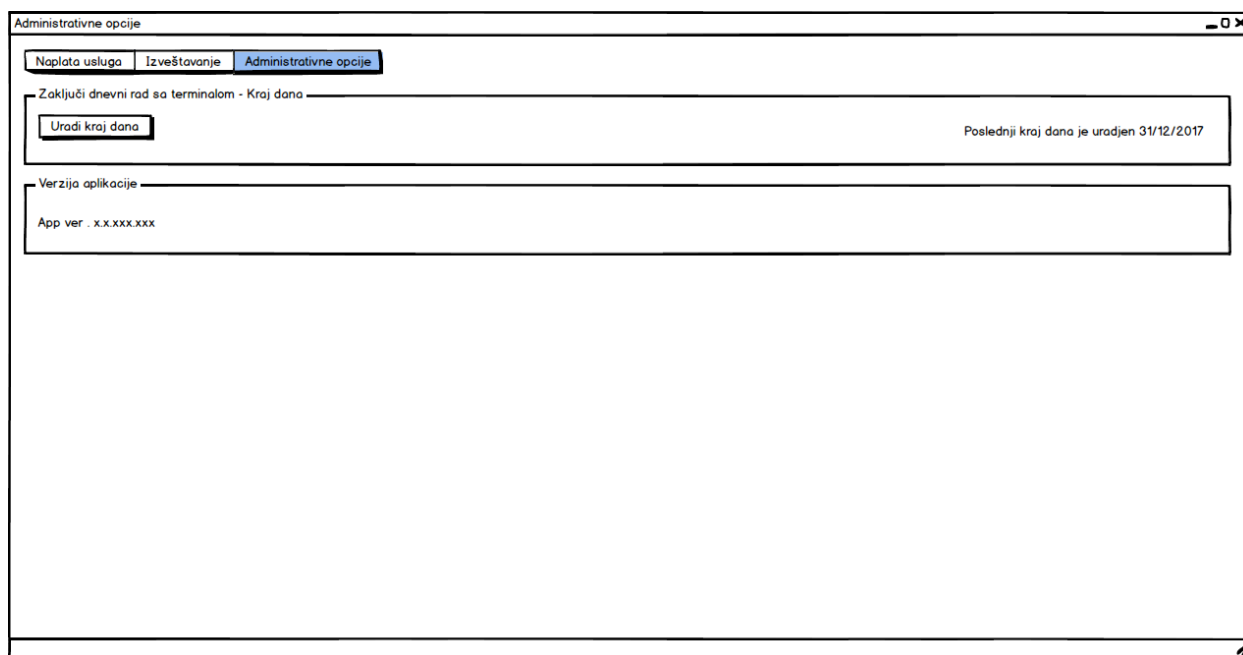 Administrativne opcije
Naplata usluga Izveštavanje Administrativne opcije
Zaključi dnevni rad sa terminalom - Kraj dana
Uradi kraj dana Poslednji kraj dana je uradjen 31/12/2017
Verzija aplikacije
App ver . x.x.xxx.xxx